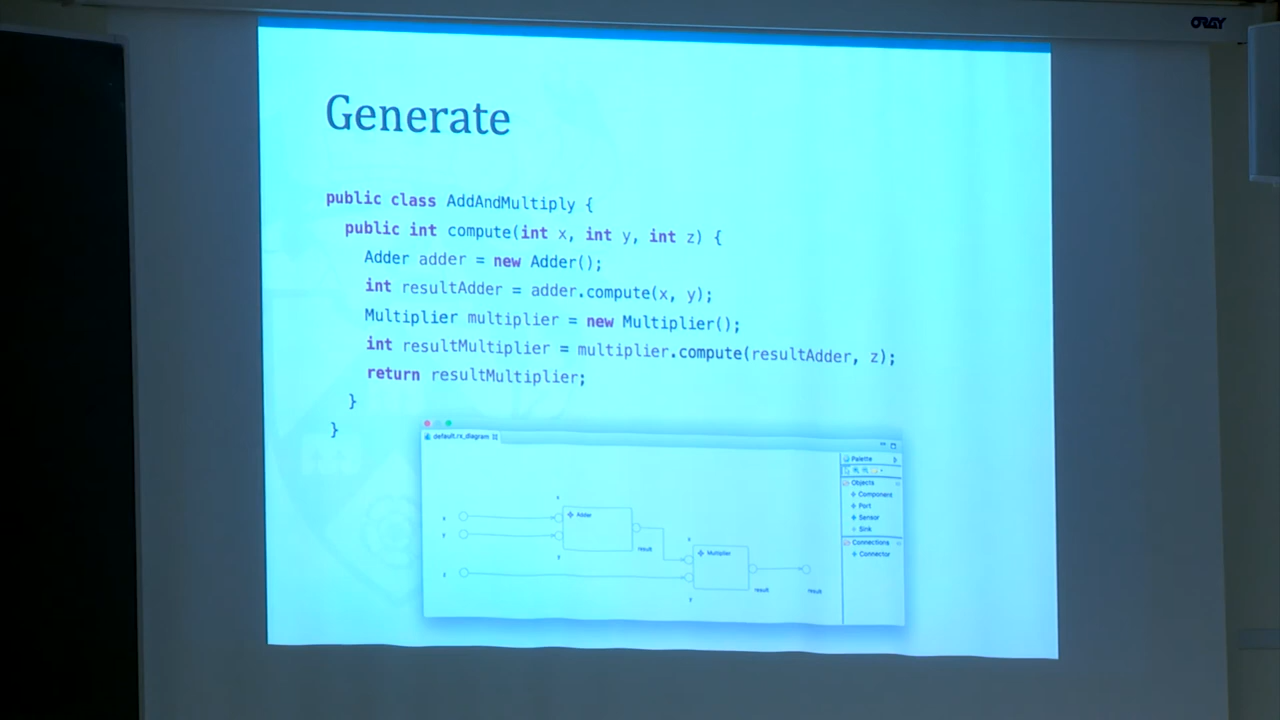 ORAY
Generate
public class AddAndMultiply {
public int compute(int x, int y, int z) {
Adder adder = new Adder();
int resultAdder = adder.compute(x, y);
Multiplier multiplier = new Multiplier();
int resultMultiplier = multiplier.compute(resultAdder, z);
return resultMultiplier;
}
}
default.rs_diagram
Palette
Objects
Component
Port
Sensor
Sink
Connections
Connector
x
x
Adder
y
y
result
x
Multiplier
z
y
result
result